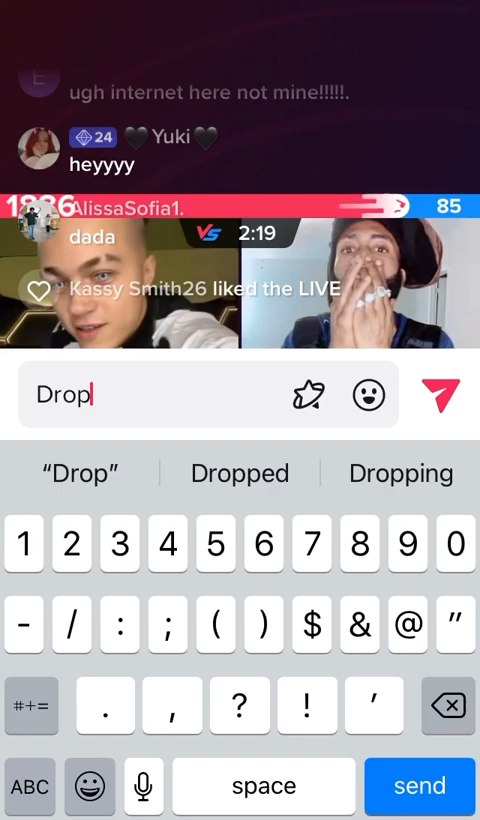 E
ugh internet here not mine!!!!!.
24 🖤Yuki🖤
heyyyy
AlissaSofia1.
85
dada
VS 2:19
Kassy Smith26 liked the LIVE
Drop
“Drop” Dropped Dropping
1 2 3 4 5 6 7 8 9 0
- / : ; ( ) $ & @ "
#+= . , ? ! '
ABC space send